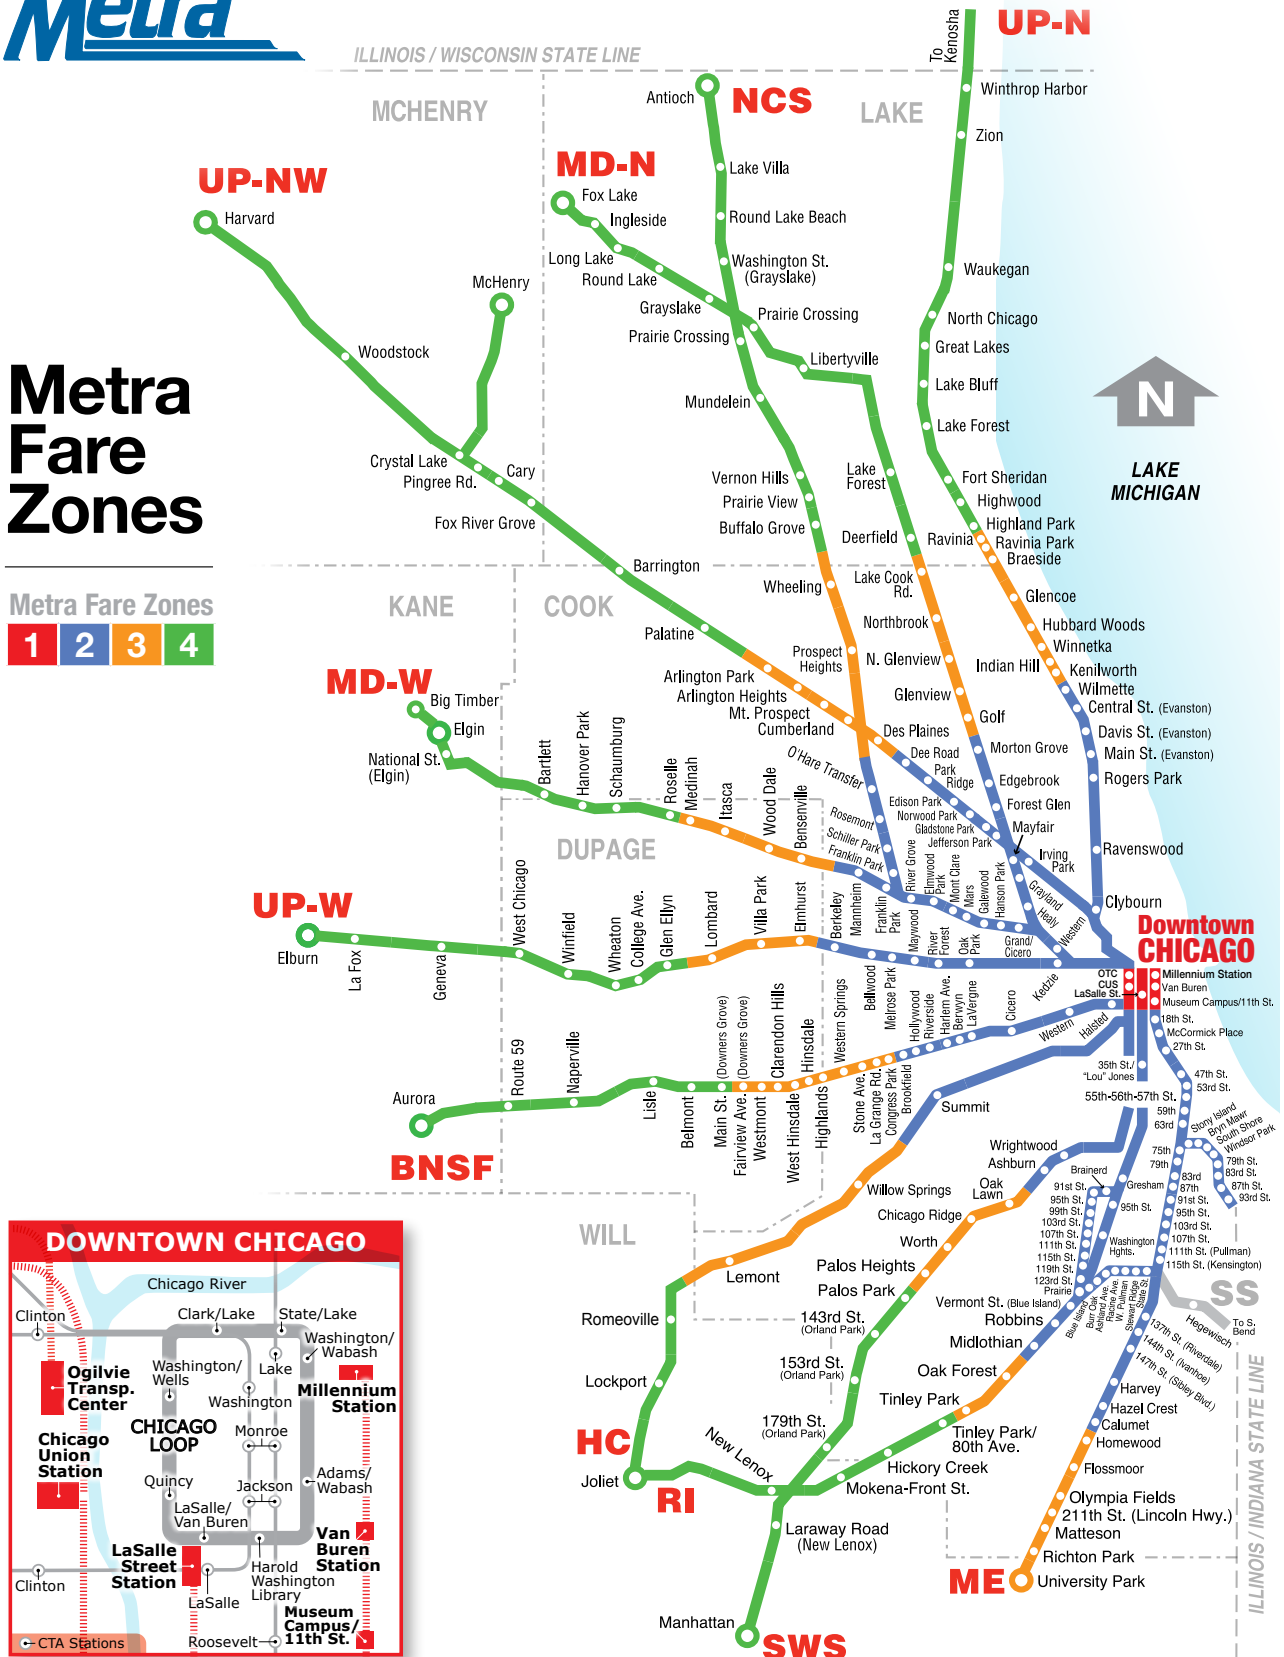 Metra
ILLINOIS / WISCONSIN STATE LINE
To
Kenosha
UP-N
MCHENRY
LAKE
Antioch
NCS
Winthrop Harbor
Zion
UP-NW
MD-N
Lake Villa
Harvard
Fox Lake
Ingleside
Round Lake Beach
Long Lake
Round Lake
Washington St.
(Grayslake)
Waukegan
McHenry
Grayslake
Prairie Crossing
Prairie Crossing
North Chicago
Great Lakes
Woodstock
Libertyville
Lake Bluff
Metra
Fare
Zones
N
LAKE
MICHIGAN
Mundelein
Lake Forest
Crystal Lake
Pingree Rd.
Cary
Fox River Grove
Vernon Hills
Prairie View
Buffalo Grove
Lake
Forest
Deerfield
Fort Sheridan
Highwood
Highland Park
Ravinia
Ravinia Park
Braeside
Metra Fare Zones
1 2 3 4
KANE
COOK
Barrington
Palatine
Wheeling
Lake Cook
Rd.
Northbrook
Glencoe
Hubbard Woods
Winnetka
Indian Hill
Kenilworth
Wilmette
Central St. (Evanston)
Davis St. (Evanston)
Main St. (Evanston)
Rogers Park
Ravenswood
Clybourn
Prospect
Heights
N. Glenview
Glenview
Golf
Morton Grove
Edgebrook
Forest Glen
Mayfair
Arlington Park
Arlington Heights
Mt. Prospect
Cumberland
Des Plaines
Dee Road
Park
Ridge
Edison Park
Norwood Park
Gladstone Park
Jefferson Park
Irving
Park
Grayland
Healy
Western
O'Hare Transfer
Rosemont
Schiller Park
Franklin Park
MD-W
Big Timber
Elgin
National St.
(Elgin)
Bartlett
Hanover Park
Schaumburg
Roselle
Medinah
Itasca
Wood Dale
Bensenville
Mannheim
Franklin
Park
River Grove
Elmwood
Park
Mont Clare
Mars
Galewood
Hanson Park
Grand/
Cicero
DUPAGE
UP-W
Elburn
La Fox
Geneva
West Chicago
Winfield
Wheaton
College Ave.
Glen Ellyn
Lombard
Villa Park
Elmhurst
Berkeley
Bellwood
Melrose Park
Maywood
River
Forest
Oak
Park
Kedzie
Downtown
CHICAGO
OTC
CUS
LaSalle St.
Millennium Station
Van Buren
Museum Campus/11th St.
BNSF
Aurora
Route 59
Naperville
Lisle
Belmont
Main St. (Downers Grove)
Fairview Ave. (Downers Grove)
Westmont
Clarendon Hills
West Hinsdale
Hinsdale
Highlands
Western Springs
Stone Ave.
La Grange Rd.
Congress Park
Brookfield
Hollywood
Riverside
Harlem Ave.
Berwyn
LaVergne
Cicero
Western
Halsted
18th St.
McCormick Place
27th St.
35th St./
"Lou" Jones
47th St.
53rd St.
55th-56th-57th St.
59th
63rd
Stony Island
Bryn Mawr
South Shore
Windsor Park
75th
79th
79th St.
83rd St.
87th St.
93rd St.
83rd
87th
91st St.
95th St.
103rd St.
107th St.
111th St. (Pullman)
115th St. (Kensington)
Summit
Willow Springs
Lemont
Romeoville
Lockport
Joliet
HC
RI
Wrightwood
Ashburn
Oak
Lawn
Chicago Ridge
Worth
Palos Heights
Palos Park
143rd St.
(Orland Park)
153rd St.
(Orland Park)
179th St.
(Orland Park)
New Lenox
Laraway Road
(New Lenox)
Manhattan
SWS
WILL
Brainerd
91st St.
95th St.
99th St.
103rd St.
107th St.
111th St.
115th St.
119th St.
123rd St.
Prairie
Gresham
95th St.
Washington
Hghts.
Vermont St. (Blue Island)
Robbins
Midlothian
Oak Forest
Tinley Park
Tinley Park/
80th Ave.
Hickory Creek
Mokena-Front St.
Blue Island
Burr Oak
Ashland Ave.
Racine Ave.
W. Pullman
Stewart Ridge
State St.
SS
Hegewisch
To S.
Bend
137th St. (Riverdale)
144th St. (Ivanhoe)
147th St. (Sibley Blvd.)
Harvey
Hazel Crest
Calumet
Homewood
Flossmoor
Olympia Fields
211th St. (Lincoln Hwy.)
Matteson
Richton Park
University Park
ME
ILLINOIS / INDIANA STATE LINE
DOWNTOWN CHICAGO
Chicago River
Clinton
Clark/Lake
State/Lake
Washington/
Wabash
Washington/
Wells
Lake
Ogilvie
Transp.
Center
Washington
Millennium
Station
CHICAGO
LOOP
Chicago
Union
Station
Monroe
Quincy
Jackson
Adams/
Wabash
LaSalle/
Van Buren
Van
Buren
Station
LaSalle
Street
Station
Harold
Washington
Library
Clinton
LaSalle
Museum
Campus/
11th St.
Roosevelt
CTA Stations